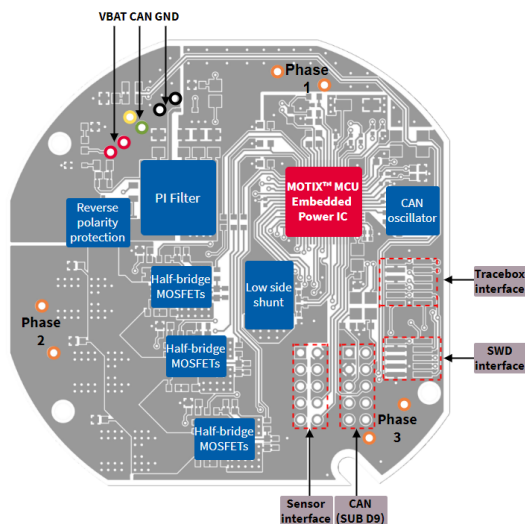 VBAT CAN GND
Phase
1
MOTIX™ MCU
Embedded
Power IC
PI Filter
CAN
oscillator
Reverse
polarity
protection
Half-bridge
MOSFETs
Low side
shunt
Tracebox
interface
Phase
2
Half-bridge
MOSFETs
SWD
interface
Phase
3
Half-bridge
MOSFETs
Sensor
interface
CAN
(SUB D9)